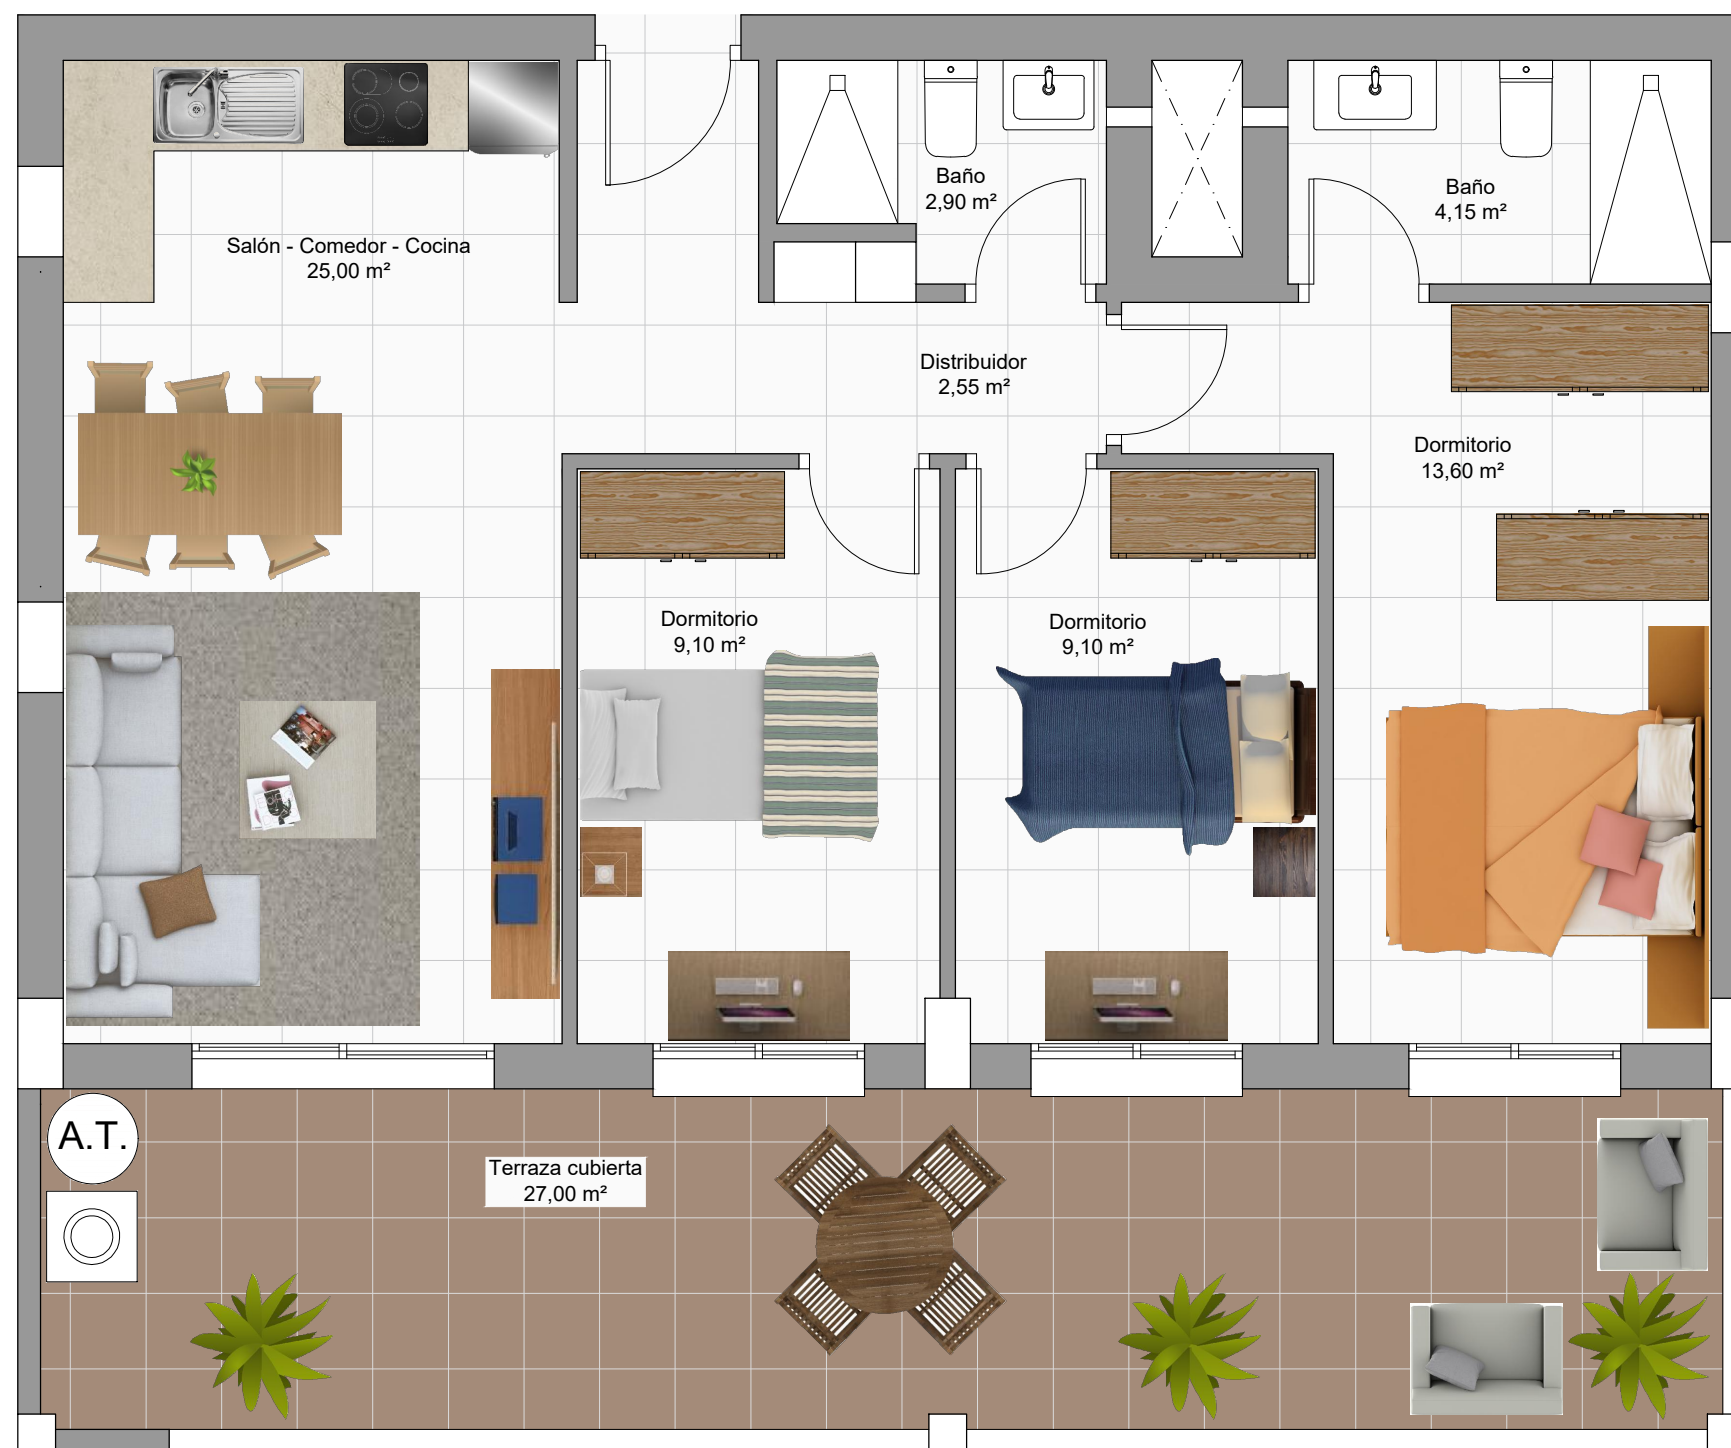 Baño
2,90 m²
Baño
4,15 m²
Salón - Comedor - Cocina
25,00 m²
Distribuidor
2,55 m²
Dormitorio
13,60 m²
Dormitorio
9,10 m²
Dormitorio
9,10 m²
A.T.
Terraza cubierta
27,00 m²